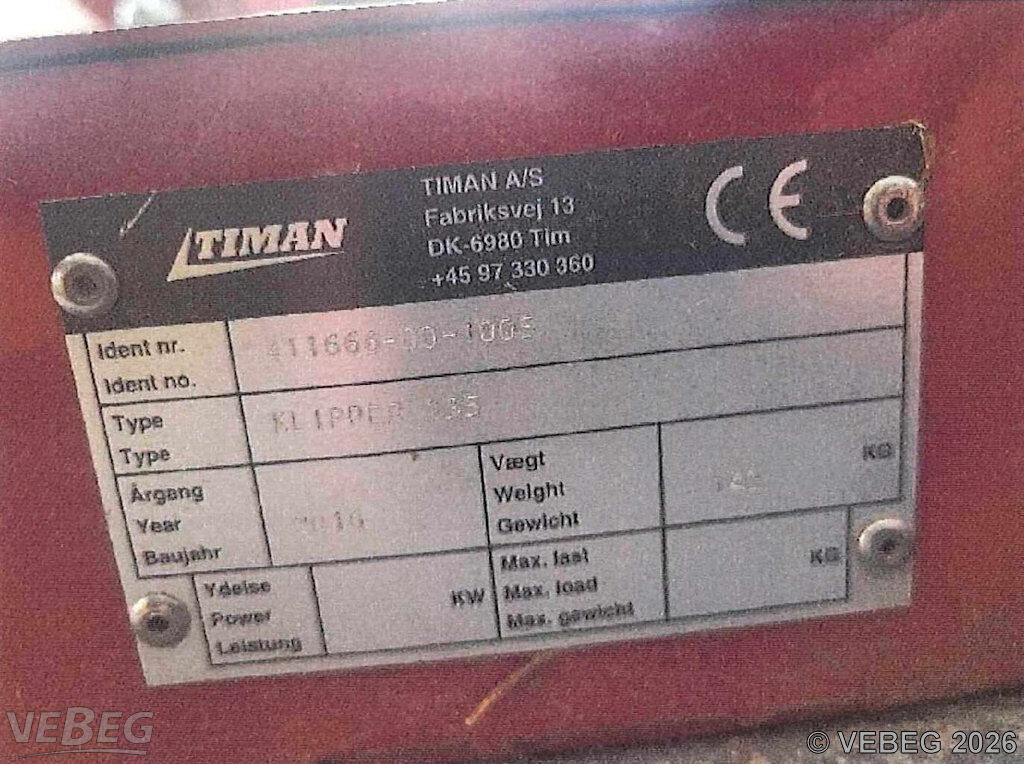 TIMAN
TIMAN A/S
Fabriksvej 13
DK-6980 Tim
+45 97 330 360
CE
Ident nr.
Ident no.
Type
Type
KLIPPER
Årgang
Year
Baujahr
Vægt
Weight
Gewicht
KG
Ydelse
Power
Leistung
KW
Max. last
Max. load
Max. gewicht
KG
VEBEG
© VEBEG 2026